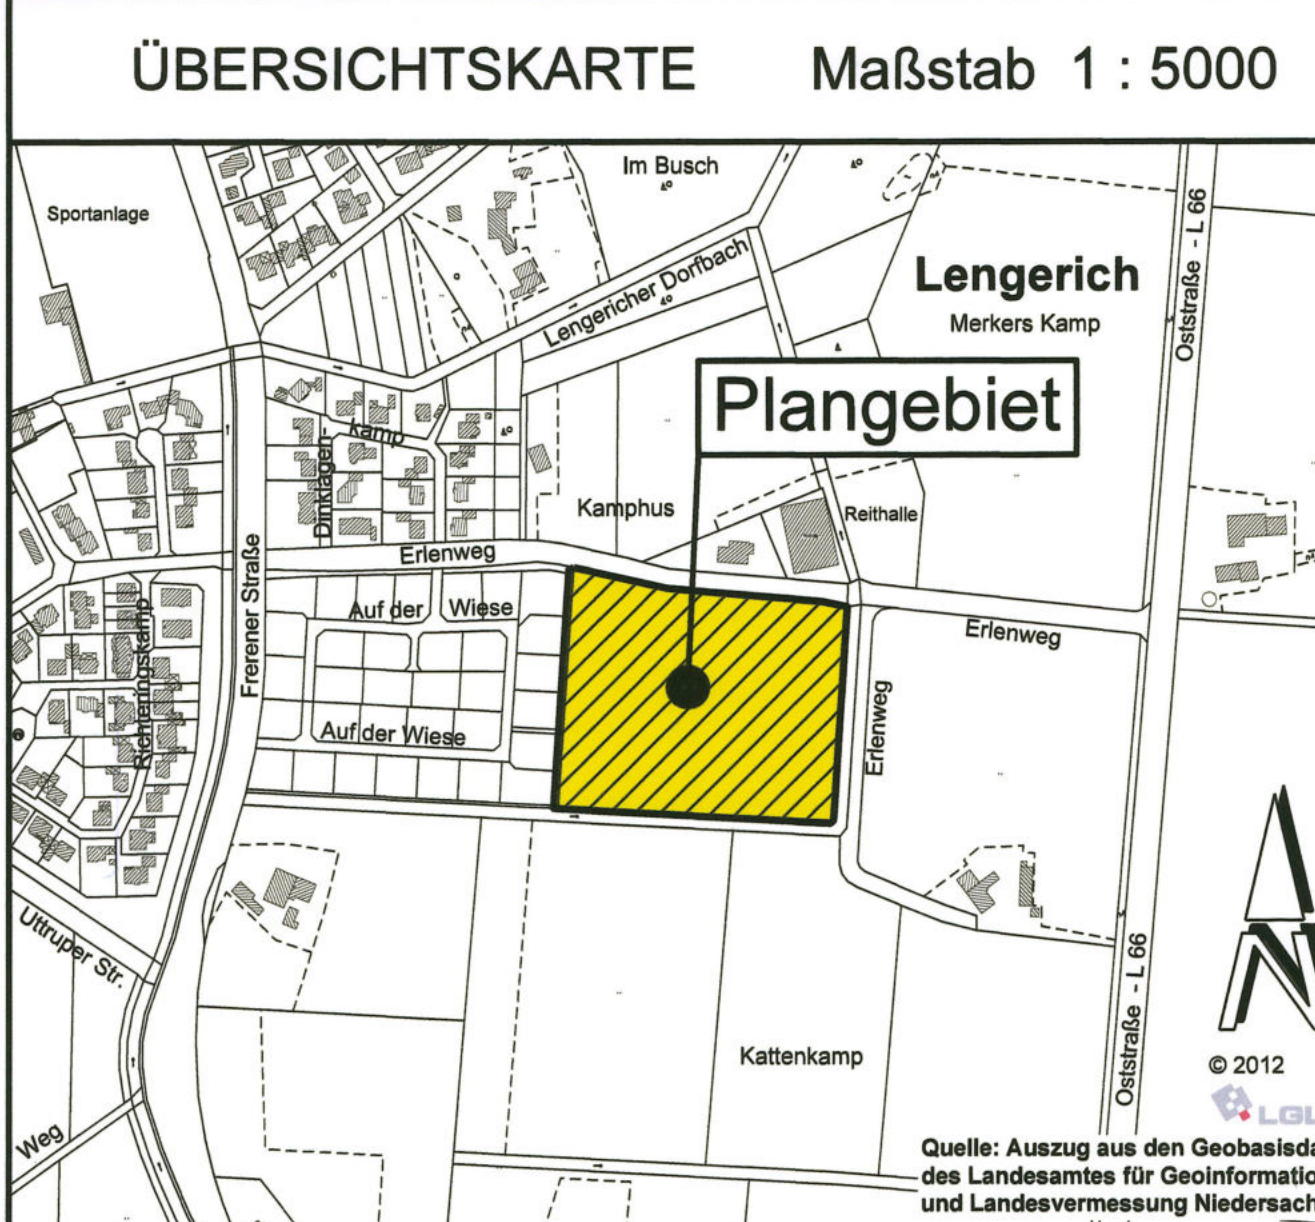 ÜBERSICHTSKARTE Maßstab 1 : 5000
Im Busch
Sportanlage
Oststraße - L 66
Lengericher Dorfbach
Lengerich
Merkers Kamp
Plangebiet
Dinklagen-
kamp
Kamphus
Reithalle
Frerener Straße
Erlenweg
Auf der Wiese
Erlenweg
Richteringskamp
Auf der Wiese
Erlenweg
Uttruper Str.
Oststraße - L 66
Kattenkamp
N
© 2012
LGL
Weg
Quelle: Auszug aus den Geobasisda
des Landesamtes für Geoinformatio
und Landesvermessung Niedersach